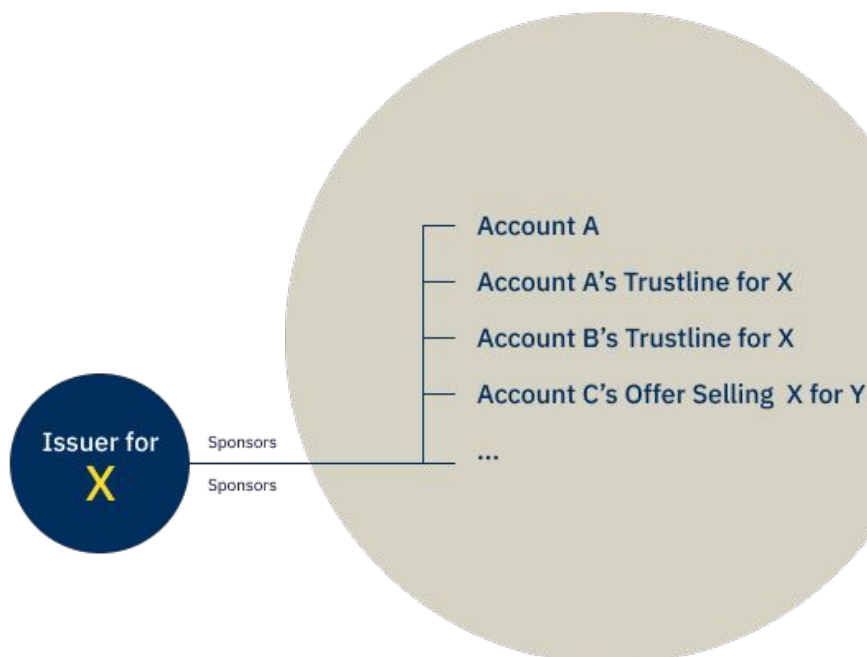 Account A
Account A’s Trustline for X
Account B’s Trustline for X
Account C’s Offer Selling X for Y
...
Issuer for
X
Sponsors
Sponsors